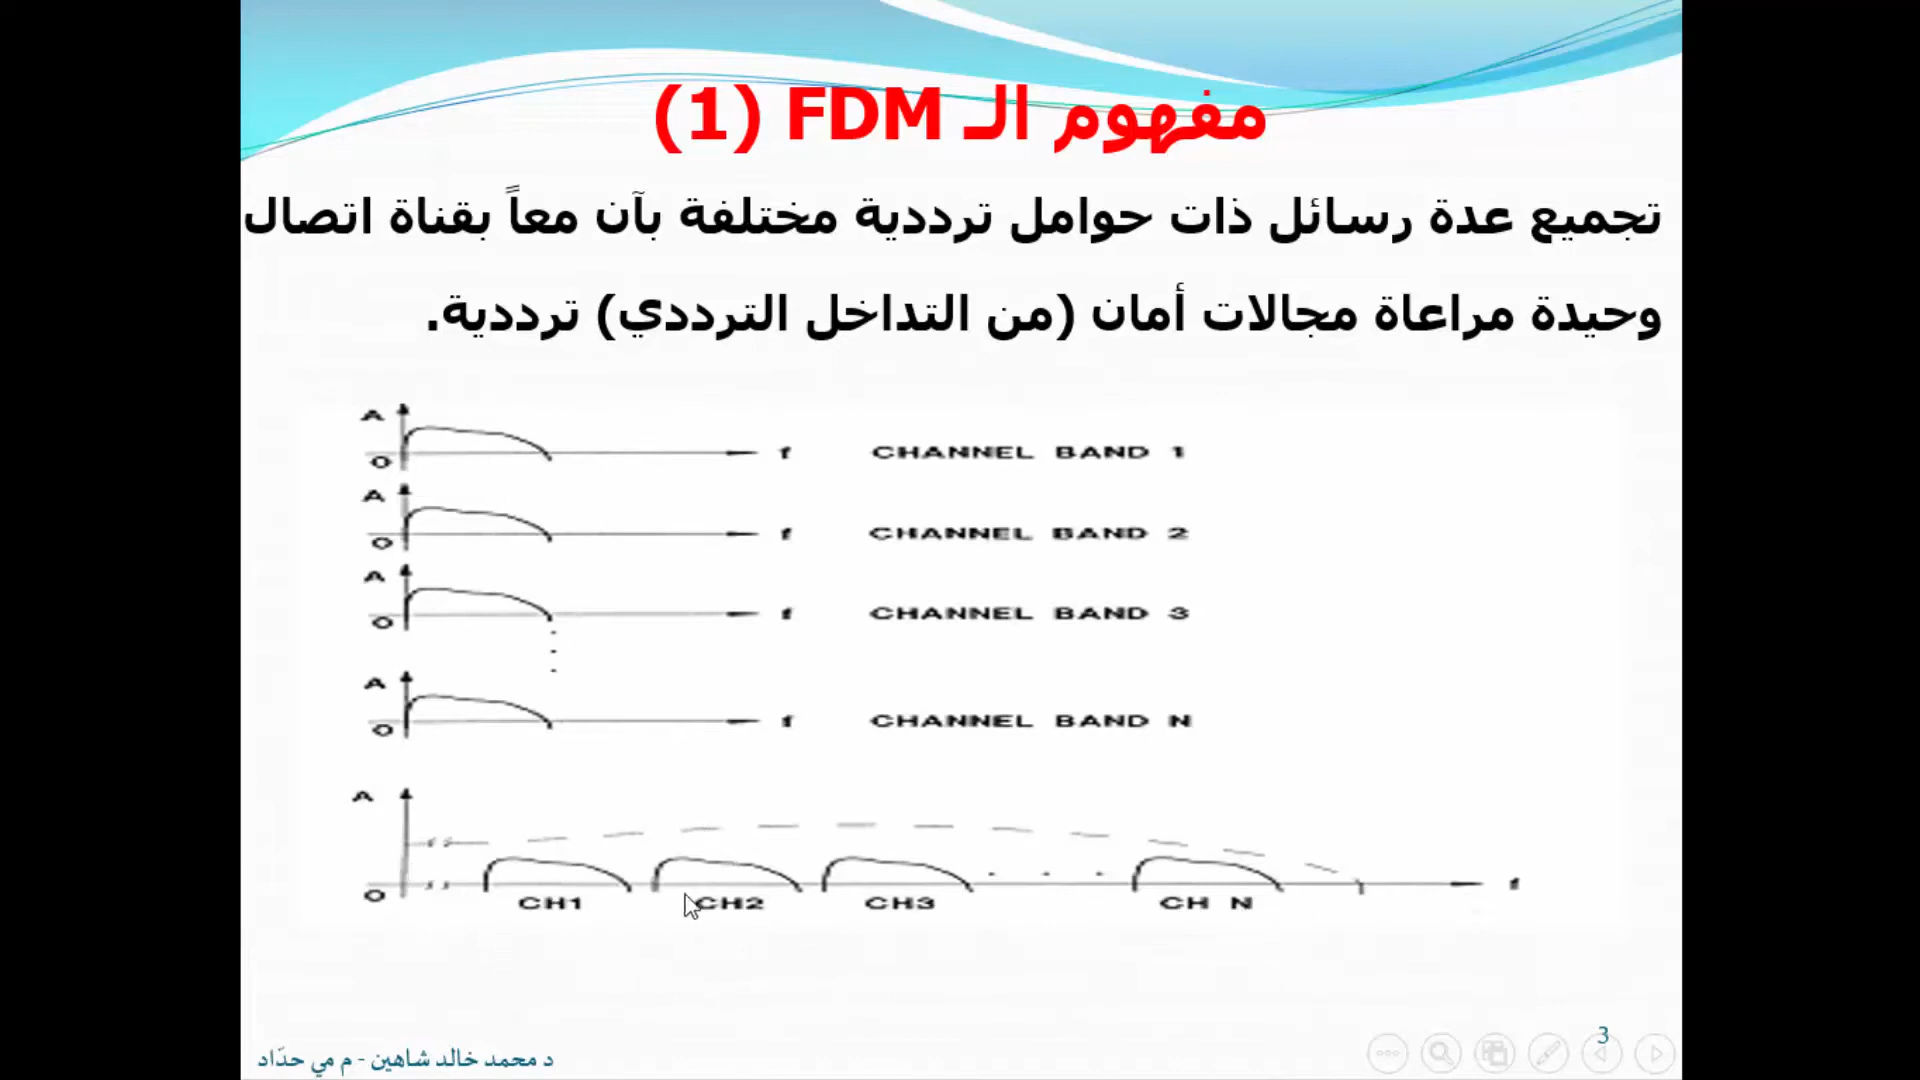 مفهوم الـ FDM (1)
تجميع عدة رسائل ذات حوامل ترددية مختلفة بآن معاً بقناة اتصال
وحيدة مراعاة مجالات أمان (من التداخل الترددي) ترددية.
A
0 f CHANNEL BAND 1
A
0 f CHANNEL BAND 2
A
0 f CHANNEL BAND 3
A
0 f CHANNEL BAND N
A
0 f
CH1 CH2 CH3 CH N
3
د محمد خالد شاهين - م مي حدّاد